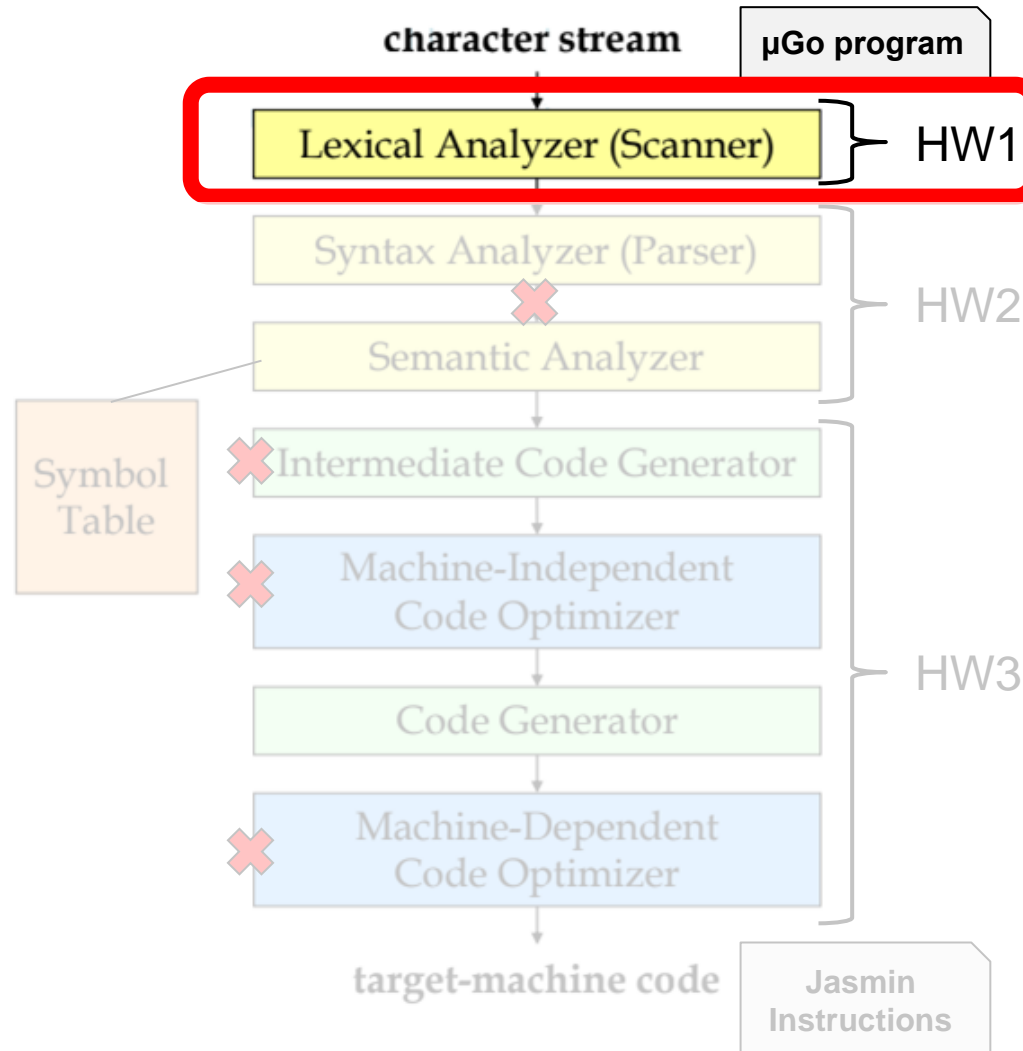 character stream
μGo program
Lexical Analyzer (Scanner)
HW1
Syntax Analyzer (Parser)
HW2
Semantic Analyzer
Symbol
Table
Intermediate Code Generator
Machine-Independent
Code Optimizer
HW3
Code Generator
Machine-Dependent
Code Optimizer
target-machine code
Jasmin
Instructions